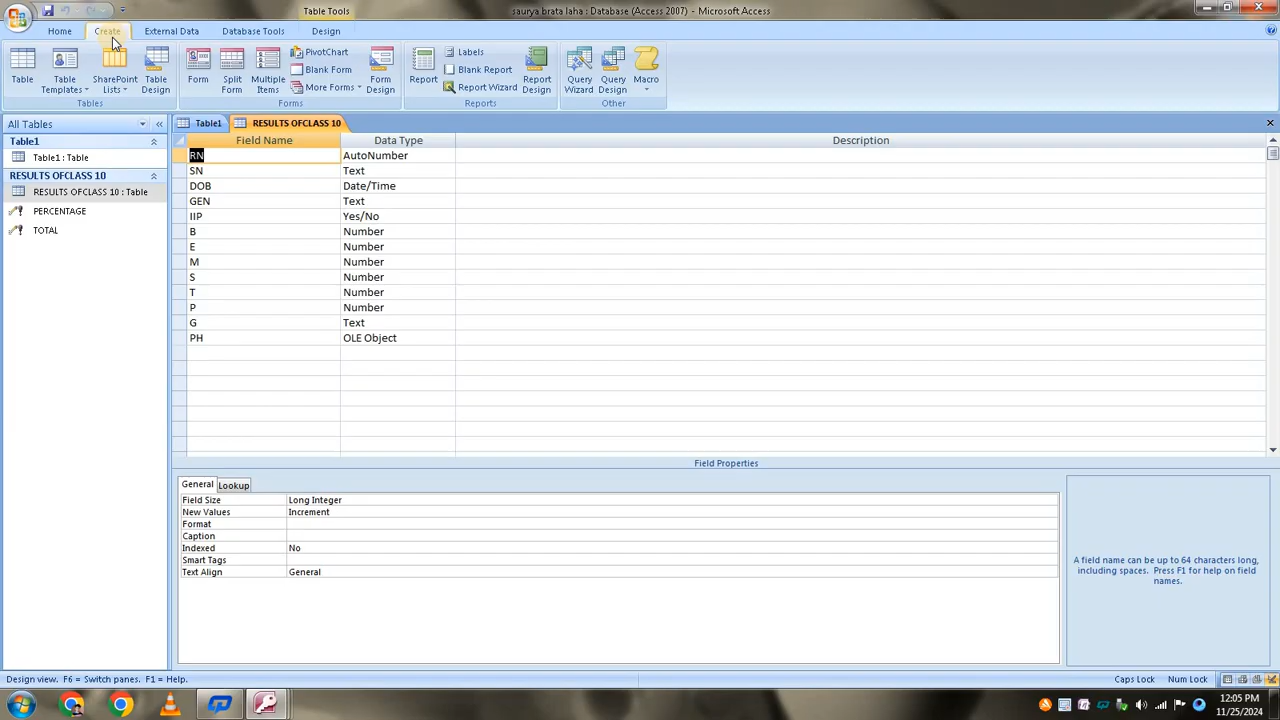 Table Tools
saurya brata laha : Database (Access 2007) - Microsoft Access
Home
Create
External Data
Database Tools
Design
Table
Table Templates
SharePoint Lists
Table Design
Tables
Form
Split Form
Multiple Items
PivotChart
Blank Form
More Forms
Form Design
Forms
Report
Labels
Blank Report
Report Wizard
Report Design
Reports
Query Wizard
Query Design
Macro
Other
All Tables
Table1
Table1 : Table
RESULTS OFCLASS 10
RESULTS OFCLASS 10 : Table
PERCENTAGE
TOTAL
Table1
RESULTS OFCLASS 10
Field Name Data Type Description
RN AutoNumber
SN Text
DOB Date/Time
GEN Text
IIP Yes/No
B Number
E Number
M Number
S Number
T Number
P Number
G Text
PH OLE Object
Field Properties
General
Lookup
Field Size Long Integer
New Values Increment
Format
Caption
Indexed No
Smart Tags
Text Align General
A field name can be up to 64 characters long,
including spaces. Press F1 for help on field
names.
Design view. F6 = Switch panes. F1 = Help.
Caps Lock
Num Lock
12:05 PM
11/25/2024